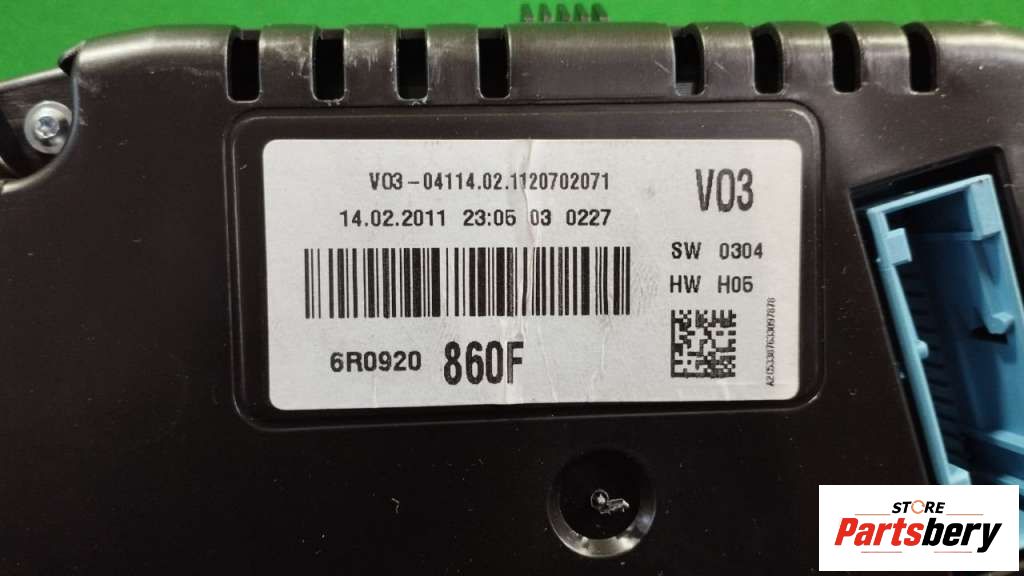 V03-04114.02.1120702071
14.02.2011 23:05 03 0227
V03
SW 0304
HW H05
6R0920 860F
STORE
Partsbery